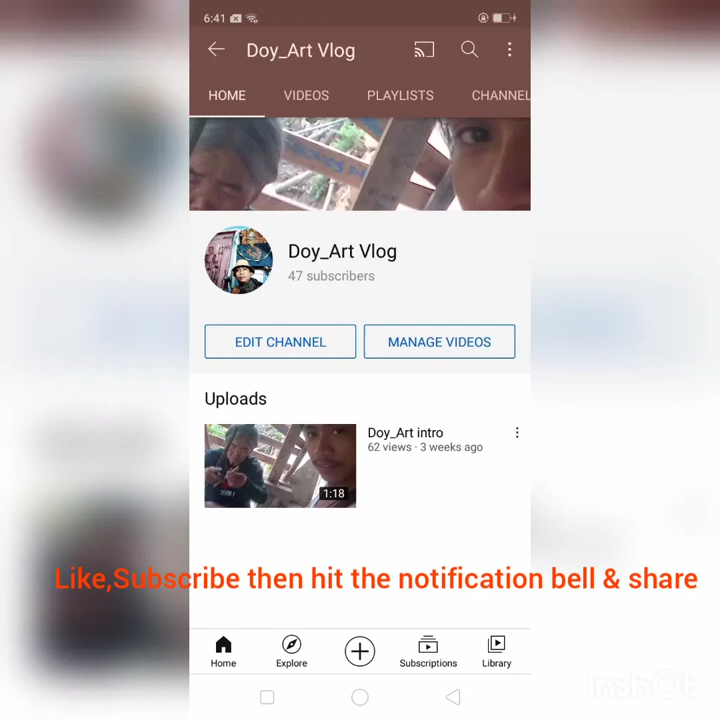 6:41
Doy_Art Vlog
HOME VIDEOS PLAYLISTS CHANNEL
Doy_Art Vlog
47 subscribers
EDIT CHANNEL MANAGE VIDEOS
Uploads
Doy_Art intro
62 views · 3 weeks ago
1:18
Like,Subscribe then hit the notification bell & share
Home Explore Subscriptions Library
InShot